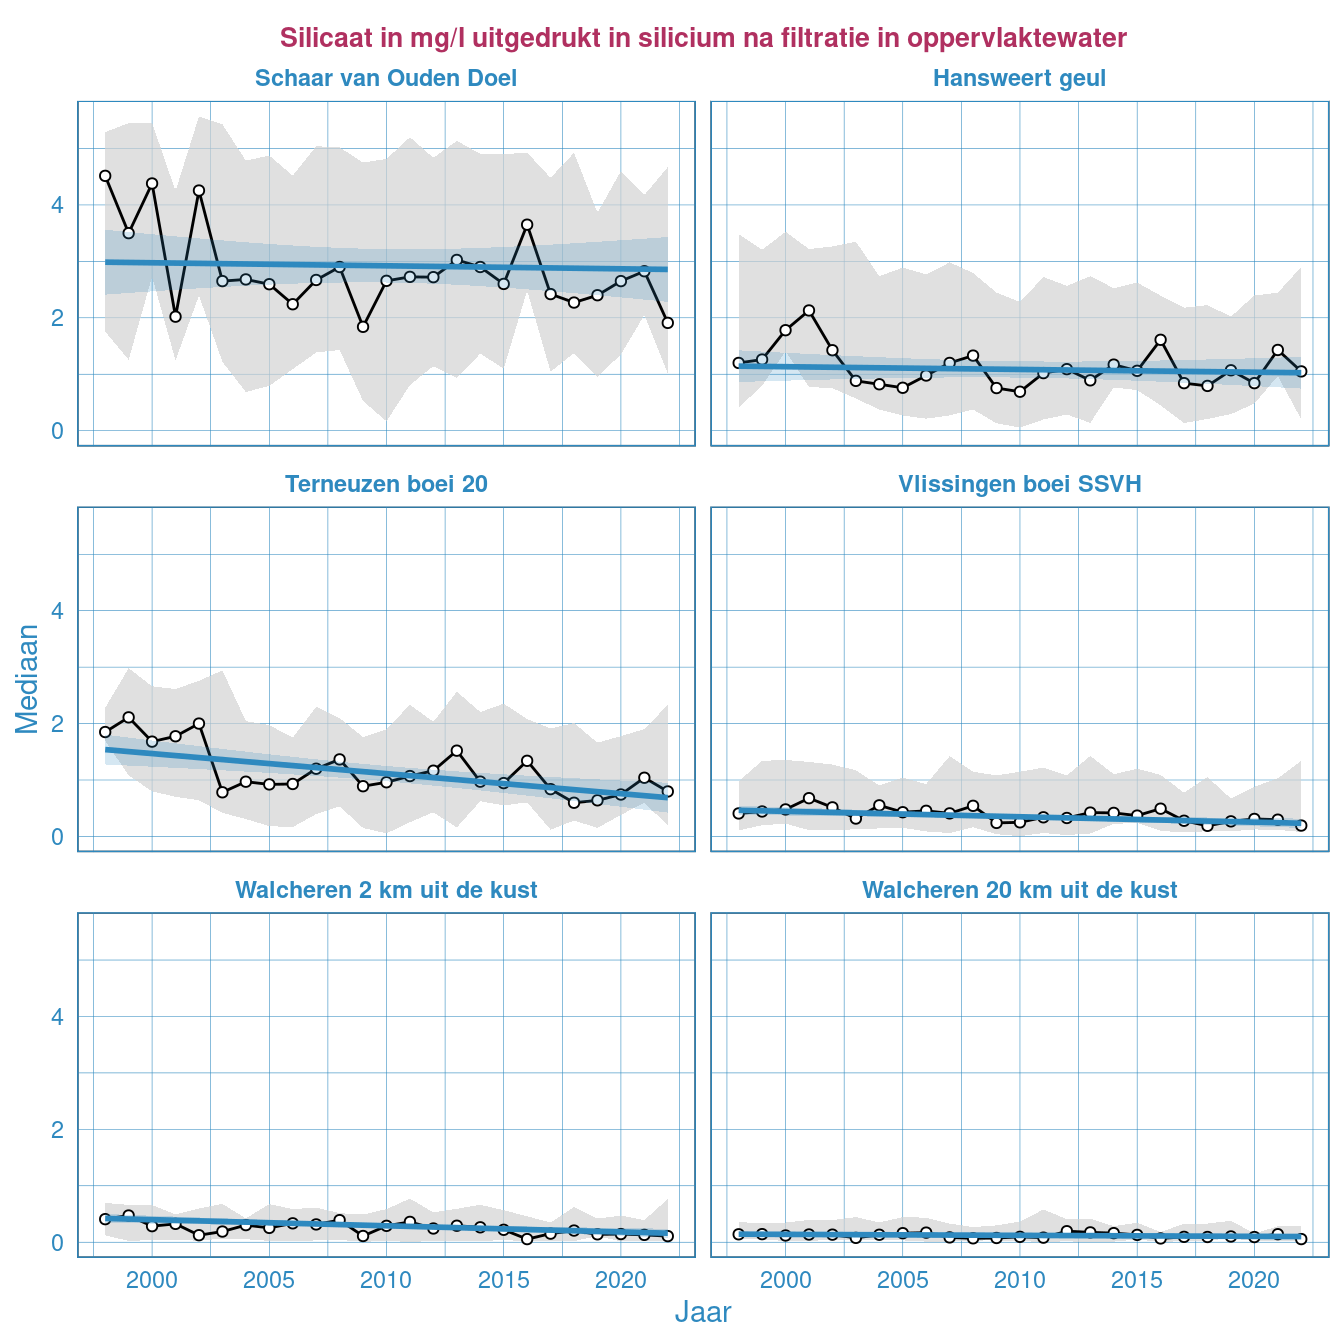 Silicaat in mg/l uitgedrukt in silicium na filtratie in oppervlaktewater
Schaar van Ouden Doel
Hansweert geul
4
2
0
Terneuzen boei 20
Vlissingen boei SSVH
4
2
0
Mediaan
Walcheren 2 km uit de kust
Walcheren 20 km uit de kust
4
2
0
2000 2005 2010 2015 2020
2000 2005 2010 2015 2020
Jaar